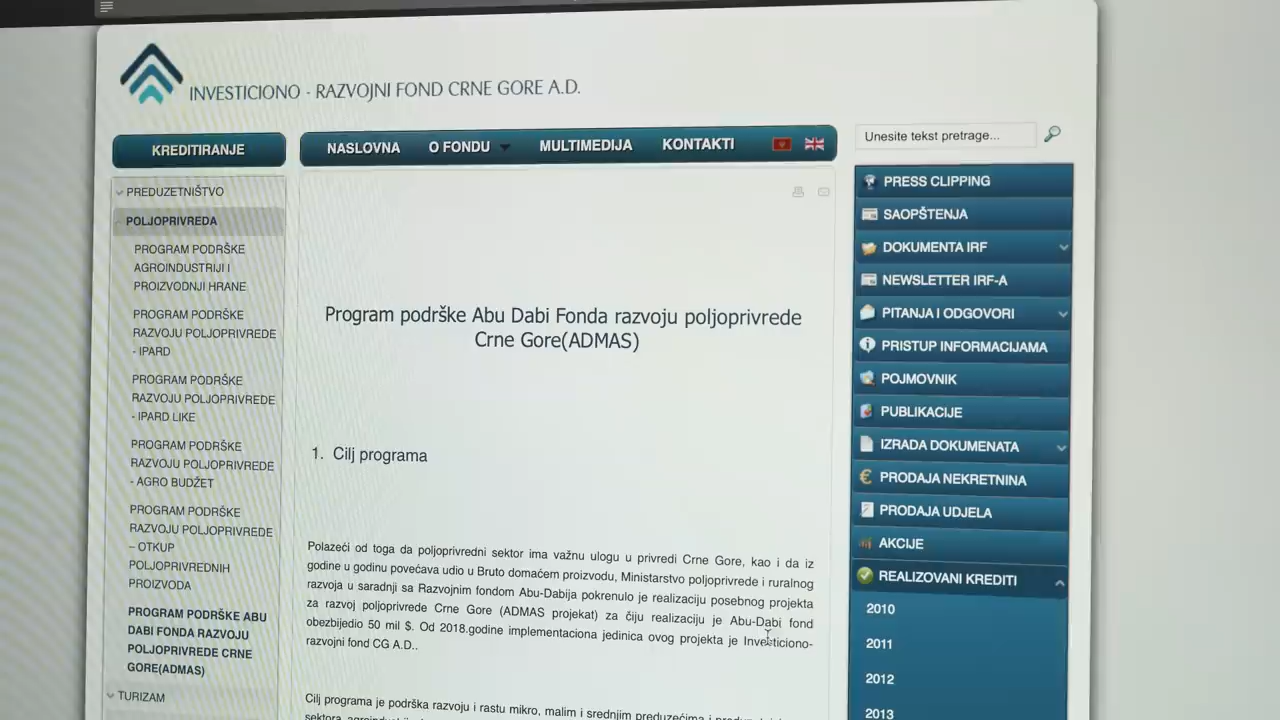 INVESTICIONO - RAZVOJNI FOND CRNE GORE A.D.
KREDITIRANJE
NASLOVNA
O FONDU
MULTIMEDIJA
KONTAKTI
Unesite tekst pretrage...
PREDUZETNIŠTVO
POLJOPRIVREDA
PROGRAM PODRŠKE
AGROINDUSTRIJI I
PROIZVODNJI HRANE
PROGRAM PODRŠKE
RAZVOJU POLJOPRIVREDE
- IPARD
PROGRAM PODRŠKE
RAZVOJU POLJOPRIVREDE
- IPARD LIKE
PROGRAM PODRŠKE
RAZVOJU POLJOPRIVREDE
- AGRO BUDŽET
PROGRAM PODRŠKE
RAZVOJU POLJOPRIVREDE
– OTKUP
POLJOPRIVREDNIH
PROIZVODA
PROGRAM PODRŠKE ABU
DABI FONDA RAZVOJU
POLJOPRIVREDE CRNE
GORE(ADMAS)
TURIZAM
Program podrške Abu Dabi Fonda razvoju poljoprivrede
Crne Gore(ADMAS)
1. Cilj programa
Polazeći od toga da poljoprivredni sektor ima važnu ulogu u privredi Crne Gore, kao i da iz
godine u godinu povećava udio u Bruto domaćem proizvodu, Ministarstvo poljoprivrede i ruralnog
razvoja u saradnji sa Razvojnim fondom Abu-Dabija pokrenulo je realizaciju posebnog projekta
za razvoj poljoprivrede Crne Gore (ADMAS projekat) za čiju realizaciju je Abu-Dabi fond
obezbijedio 50 mil $. Od 2018.godine implementaciona jedinica ovog projekta je Investiciono-
razvojni fond CG A.D..
Cilj programa je podrška razvoju i rastu mikro, malim i srednjim preduzećima i
PRESS CLIPPING
SAOPŠTENJA
DOKUMENTA IRF
NEWSLETTER IRF-A
PITANJA I ODGOVORI
PRISTUP INFORMACIJAMA
POJMOVNIK
PUBLIKACIJE
IZRADA DOKUMENATA
PRODAJA NEKRETNINA
PRODAJA UDJELA
AKCIJE
REALIZOVANI KREDITI
2010
2011
2012
2013